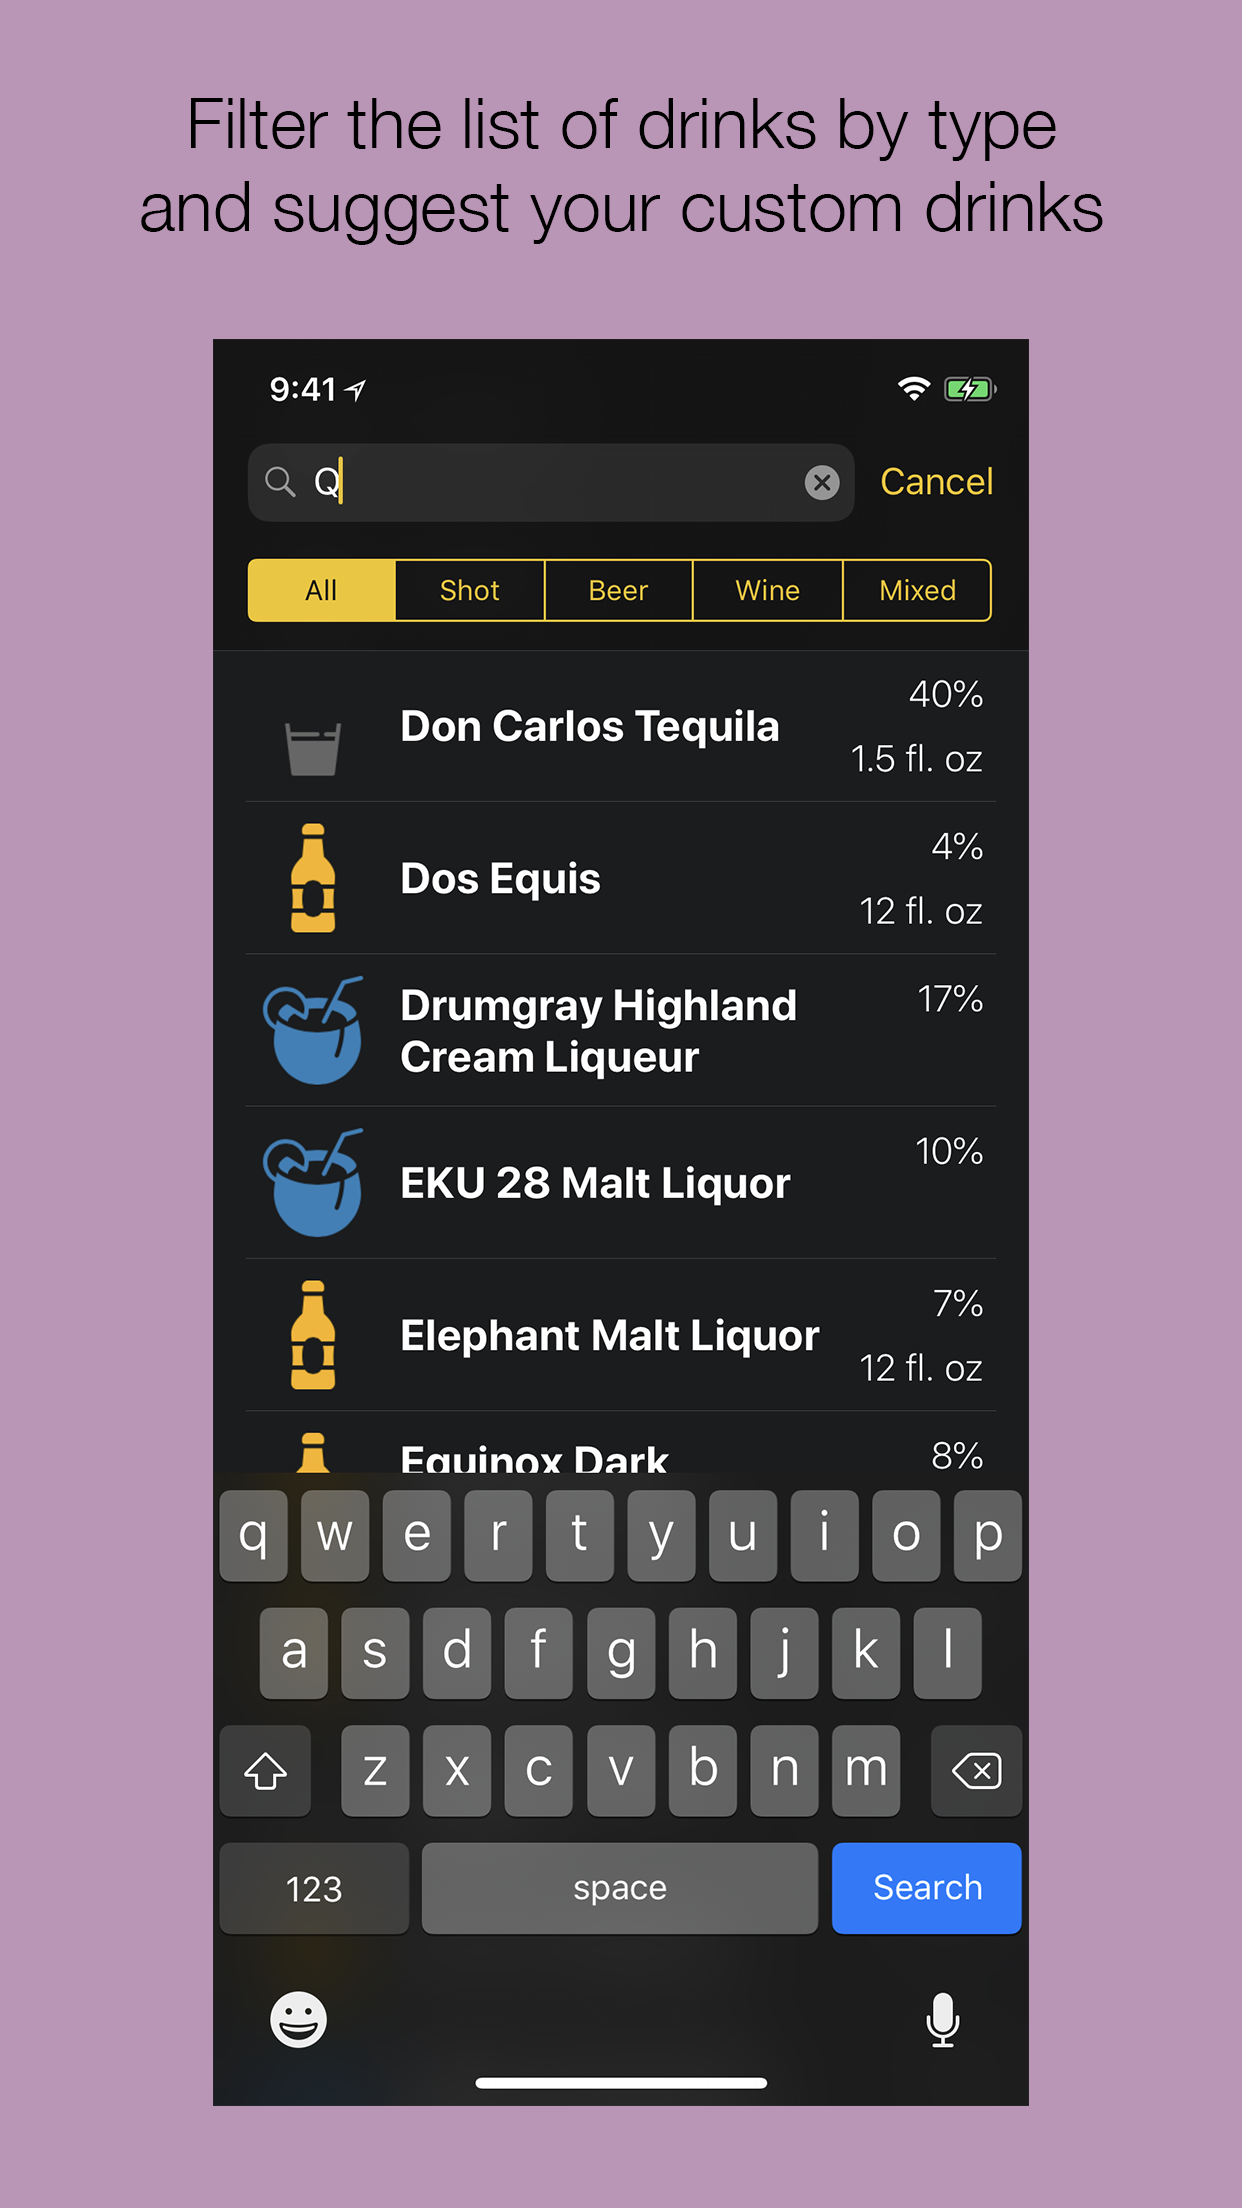 Filter the list of drinks by type
and suggest your custom drinks
9:41
Q
Cancel
All Shot Beer Wine Mixed
40%
Don Carlos Tequila
1.5 fl. oz
4%
Dos Equis
12 fl. oz
Drumgray Highland 17%
Cream Liqueur
10%
EKU 28 Malt Liquor
7%
Elephant Malt Liquor
12 fl. oz
Equinox Dark 8%
q w e r t y u i o p
a s d f g h j k l
z x c v b n m
123 space Search